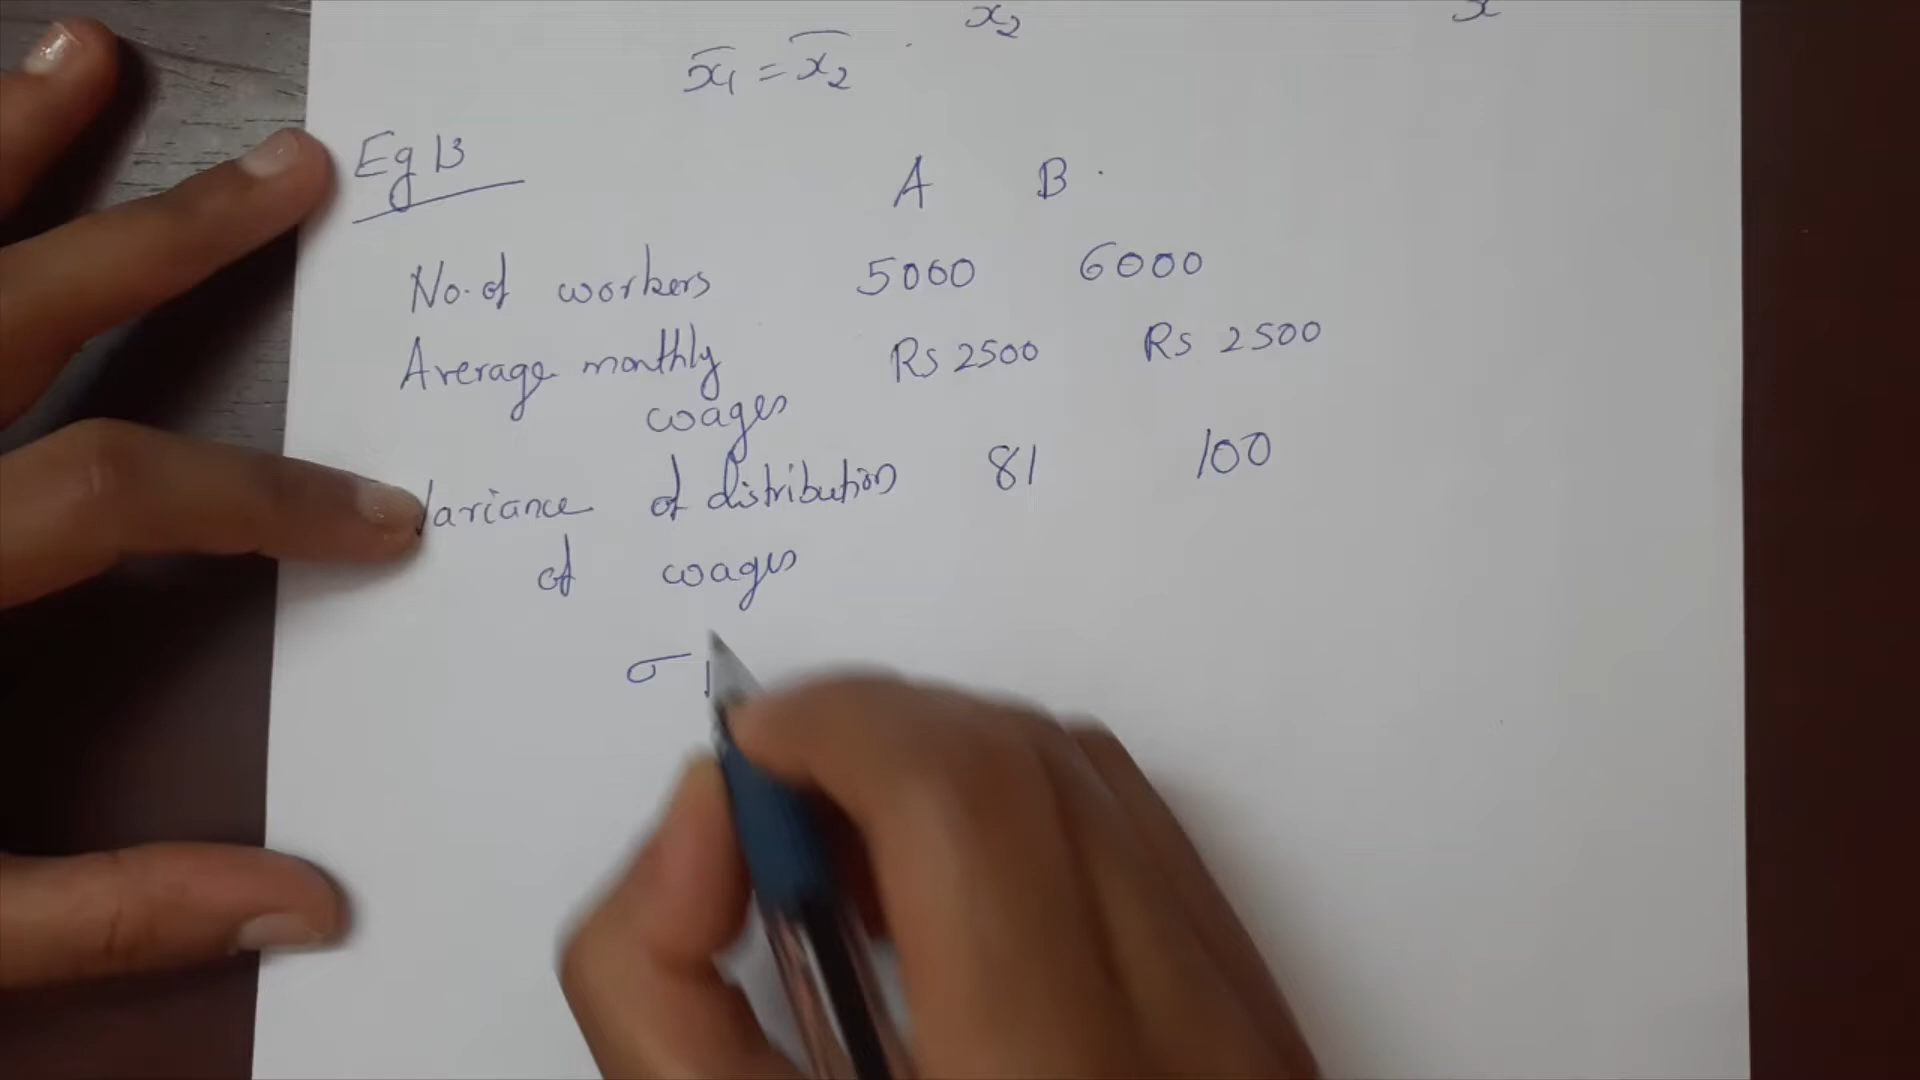 x₂
x̄₁ = x̄₂
Eg 13
A B
No. of workers 5000 6000
Average monthly Rs 2500 Rs 2500
wages
Variance of distribution 81 100
of wages
σ